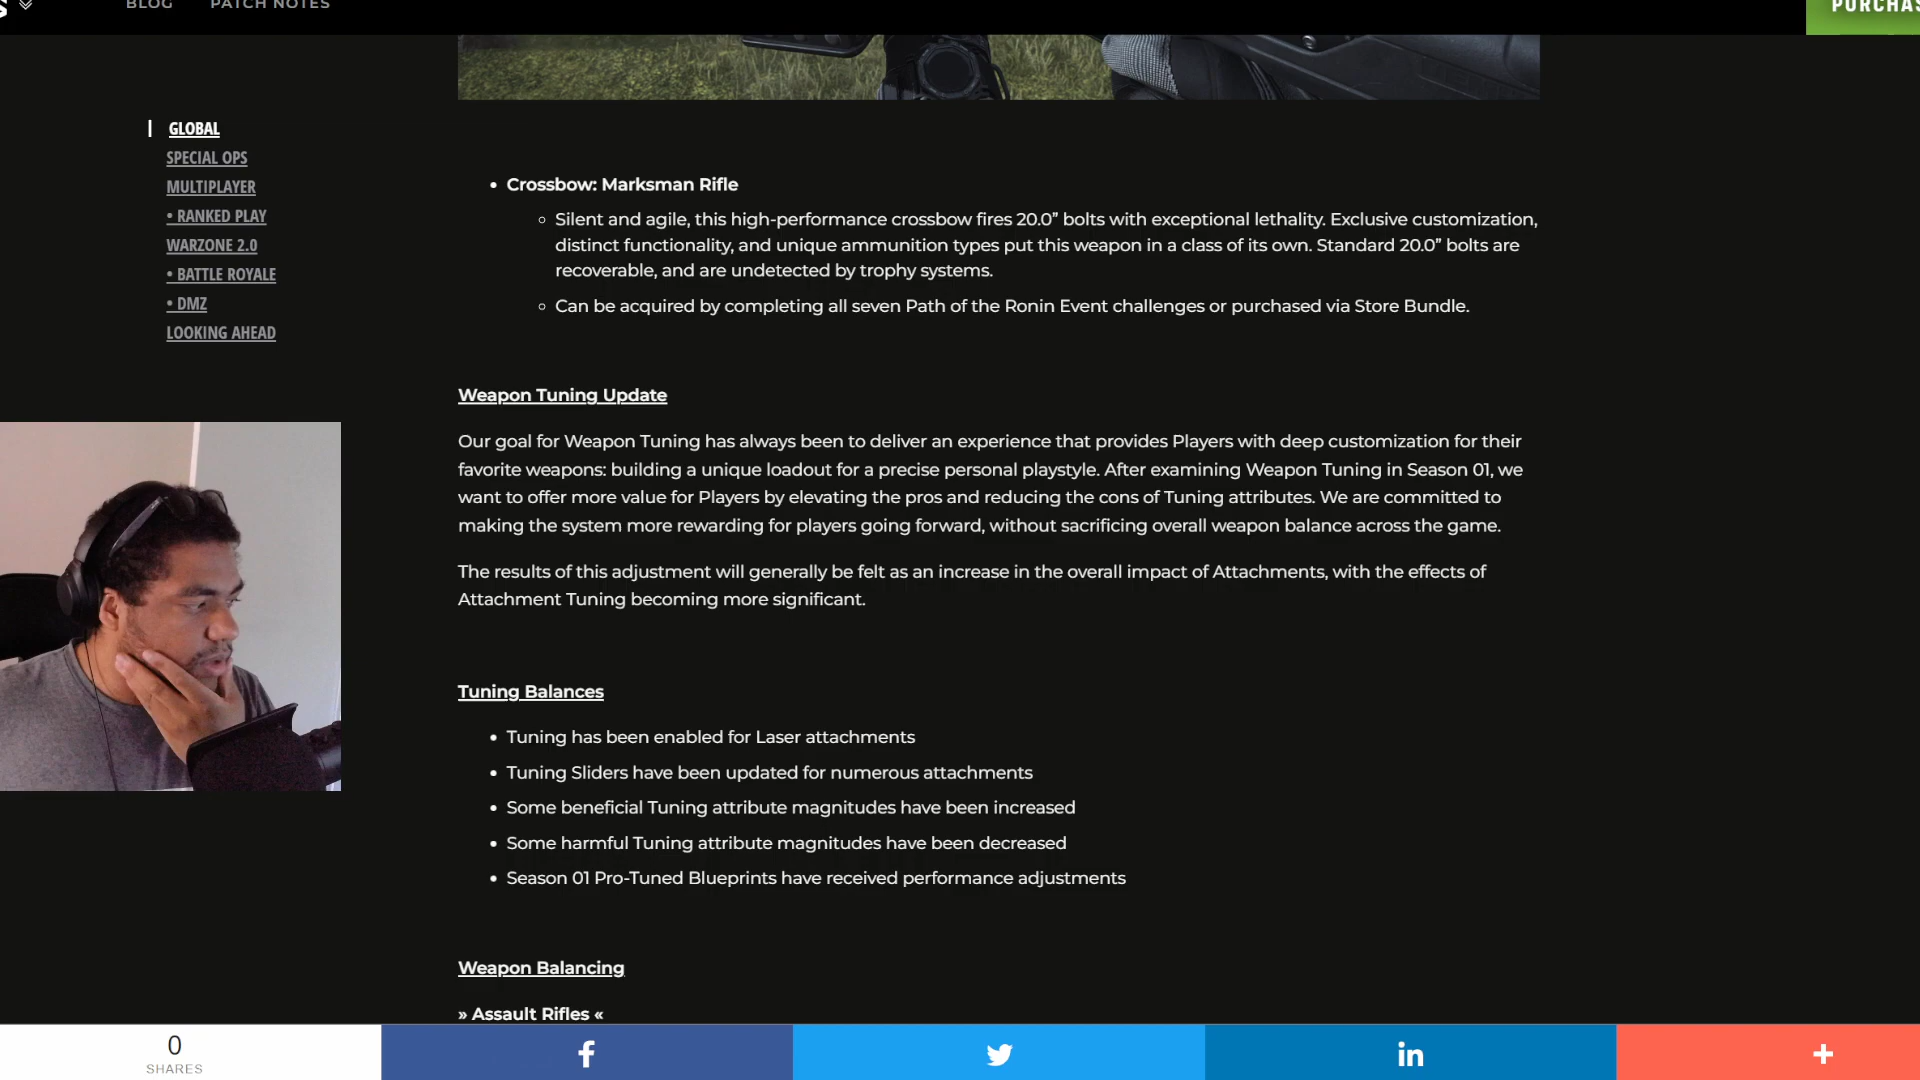 BLOG
PATCH NOTES
GLOBAL
SPECIAL OPS
MULTIPLAYER
• RANKED PLAY
WARZONE 2.0
• BATTLE ROYALE
• DMZ
LOOKING AHEAD
• Crossbow: Marksman Rifle
○ Silent and agile, this high-performance crossbow fires 20.0” bolts with exceptional lethality. Exclusive customization,
distinct functionality, and unique ammunition types put this weapon in a class of its own. Standard 20.0” bolts are
recoverable, and are undetected by trophy systems.
○ Can be acquired by completing all seven Path of the Ronin Event challenges or purchased via Store Bundle.
Weapon Tuning Update
Our goal for Weapon Tuning has always been to deliver an experience that provides Players with deep customization for their
favorite weapons: building a unique loadout for a precise personal playstyle. After examining Weapon Tuning in Season 01, we
want to offer more value for Players by elevating the pros and reducing the cons of Tuning attributes. We are committed to
making the system more rewarding for players going forward, without sacrificing overall weapon balance across the game.
The results of this adjustment will generally be felt as an increase in the overall impact of Attachments, with the effects of
Attachment Tuning becoming more significant.
Tuning Balances
• Tuning has been enabled for Laser attachments
• Tuning Sliders have been updated for numerous attachments
• Some beneficial Tuning attribute magnitudes have been increased
• Some harmful Tuning attribute magnitudes have been decreased
• Season 01 Pro-Tuned Blueprints have received performance adjustments
Weapon Balancing
» Assault Rifles «
0
SHARES